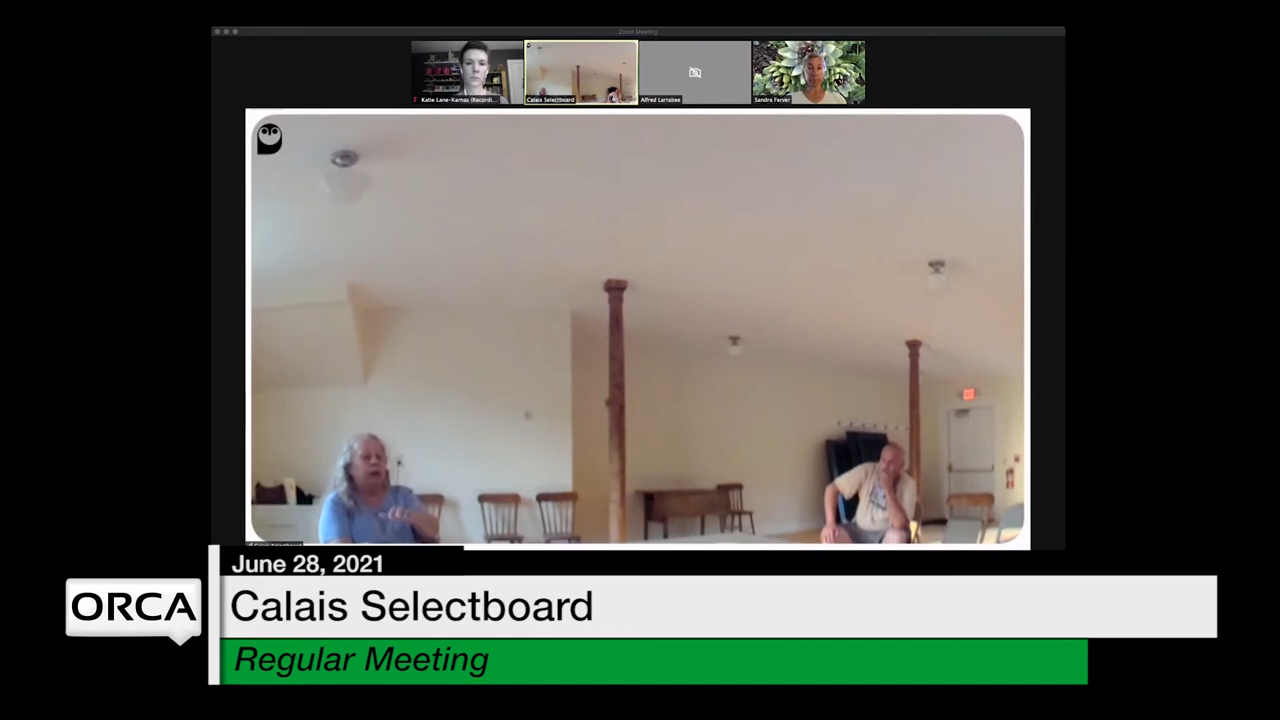 Zoom Meeting
Katie Lane-Karnas (Recordi...
Calais Selectboard
Alfred Larrabee
Sandra Ferver
June 28, 2021
ORCA
Calais Selectboard
Regular Meeting